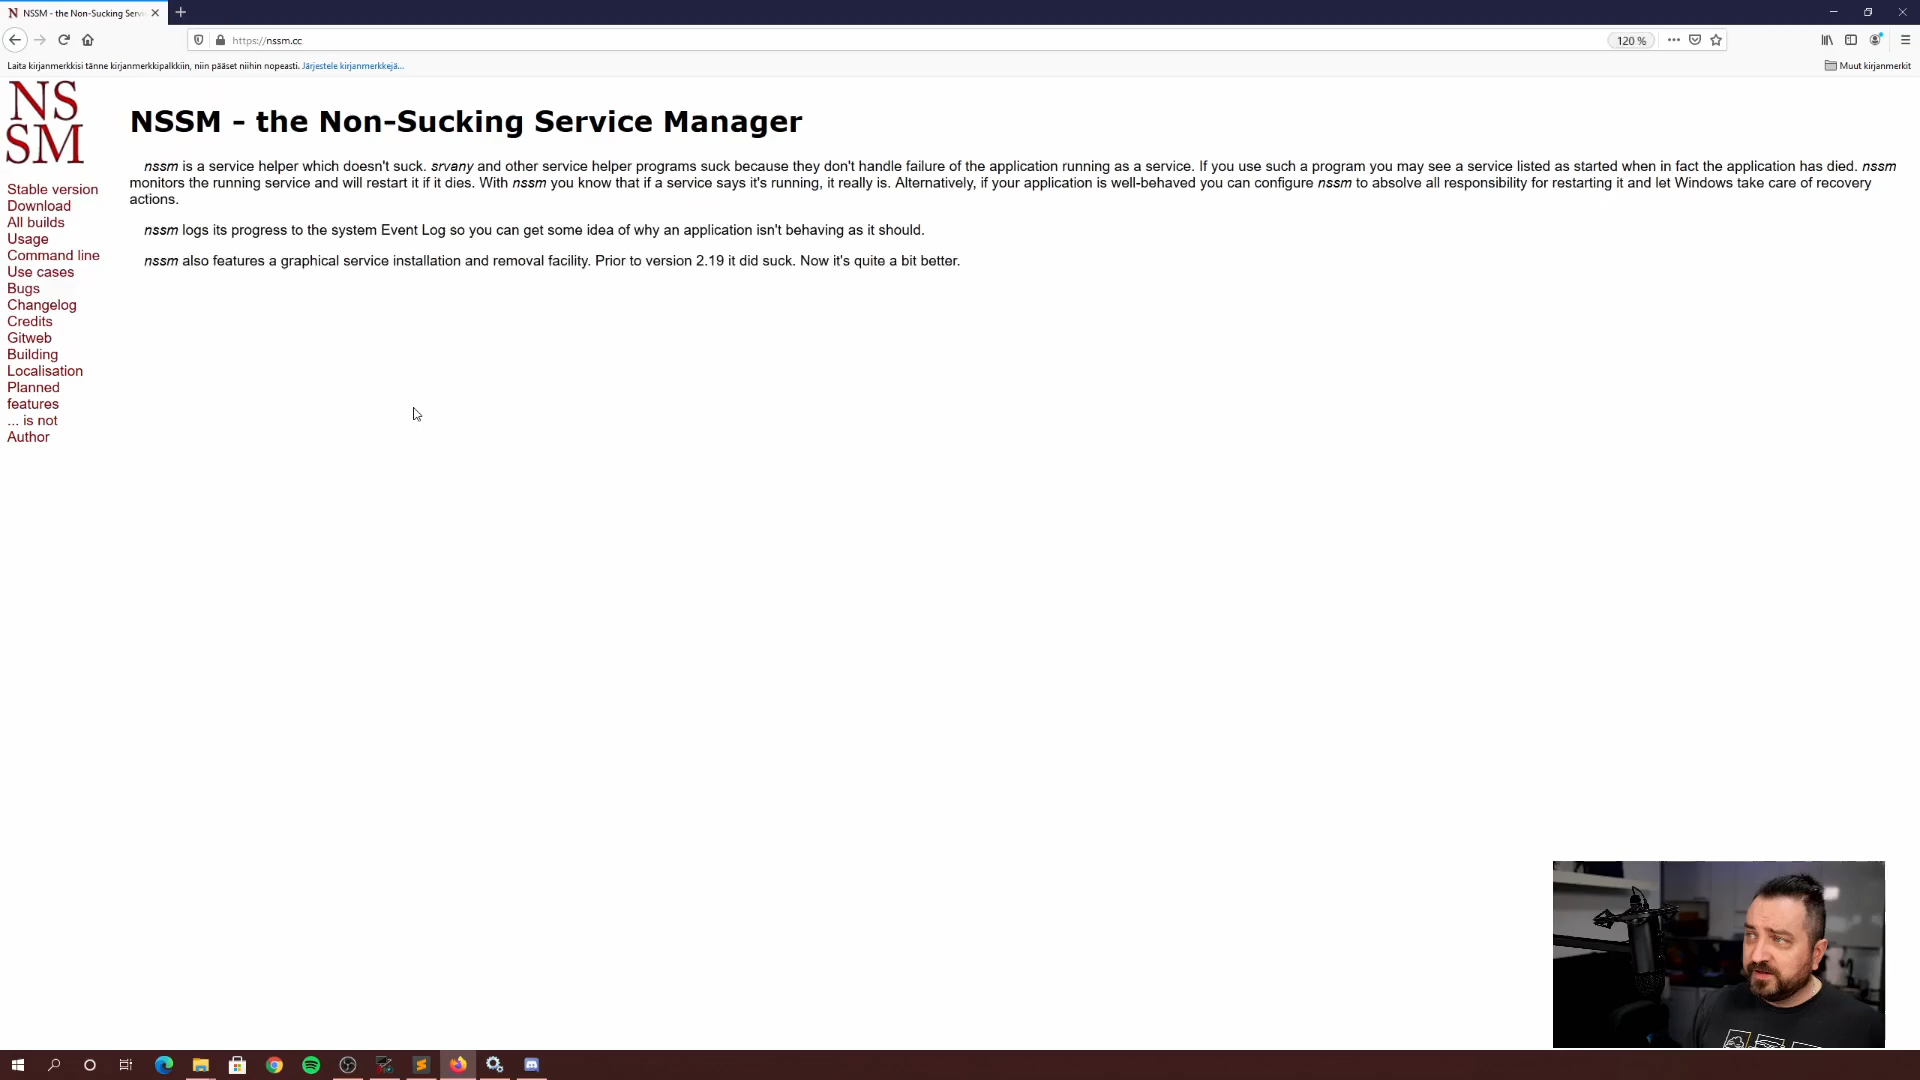 N NSSM - the Non-Sucking Serv
https://nssm.cc
120 %
Laita kirjanmerkkisi tänne kirjanmerkkipalkkiin, niin pääset niihin nopeasti. Järjestele kirjanmerkkejä...
Muut kirjanmerkit
NS
SM
NSSM - the Non-Sucking Service Manager
nssm is a service helper which doesn't suck. srvany and other service helper programs suck because they don't handle failure of the application running as a service. If you use such a program you may see a service listed as started when in fact the application has died. nssm
monitors the running service and will restart it if it dies. With nssm you know that if a service says it's running, it really is. Alternatively, if your application is well-behaved you can configure nssm to absolve all responsibility for restarting it and let Windows take care of recovery
actions.
nssm logs its progress to the system Event Log so you can get some idea of why an application isn't behaving as it should.
nssm also features a graphical service installation and removal facility. Prior to version 2.19 it did suck. Now it's quite a bit better.
Stable version
Download
All builds
Usage
Command line
Use cases
Bugs
Changelog
Credits
Gitweb
Building
Localisation
Planned
features
... is not
Author